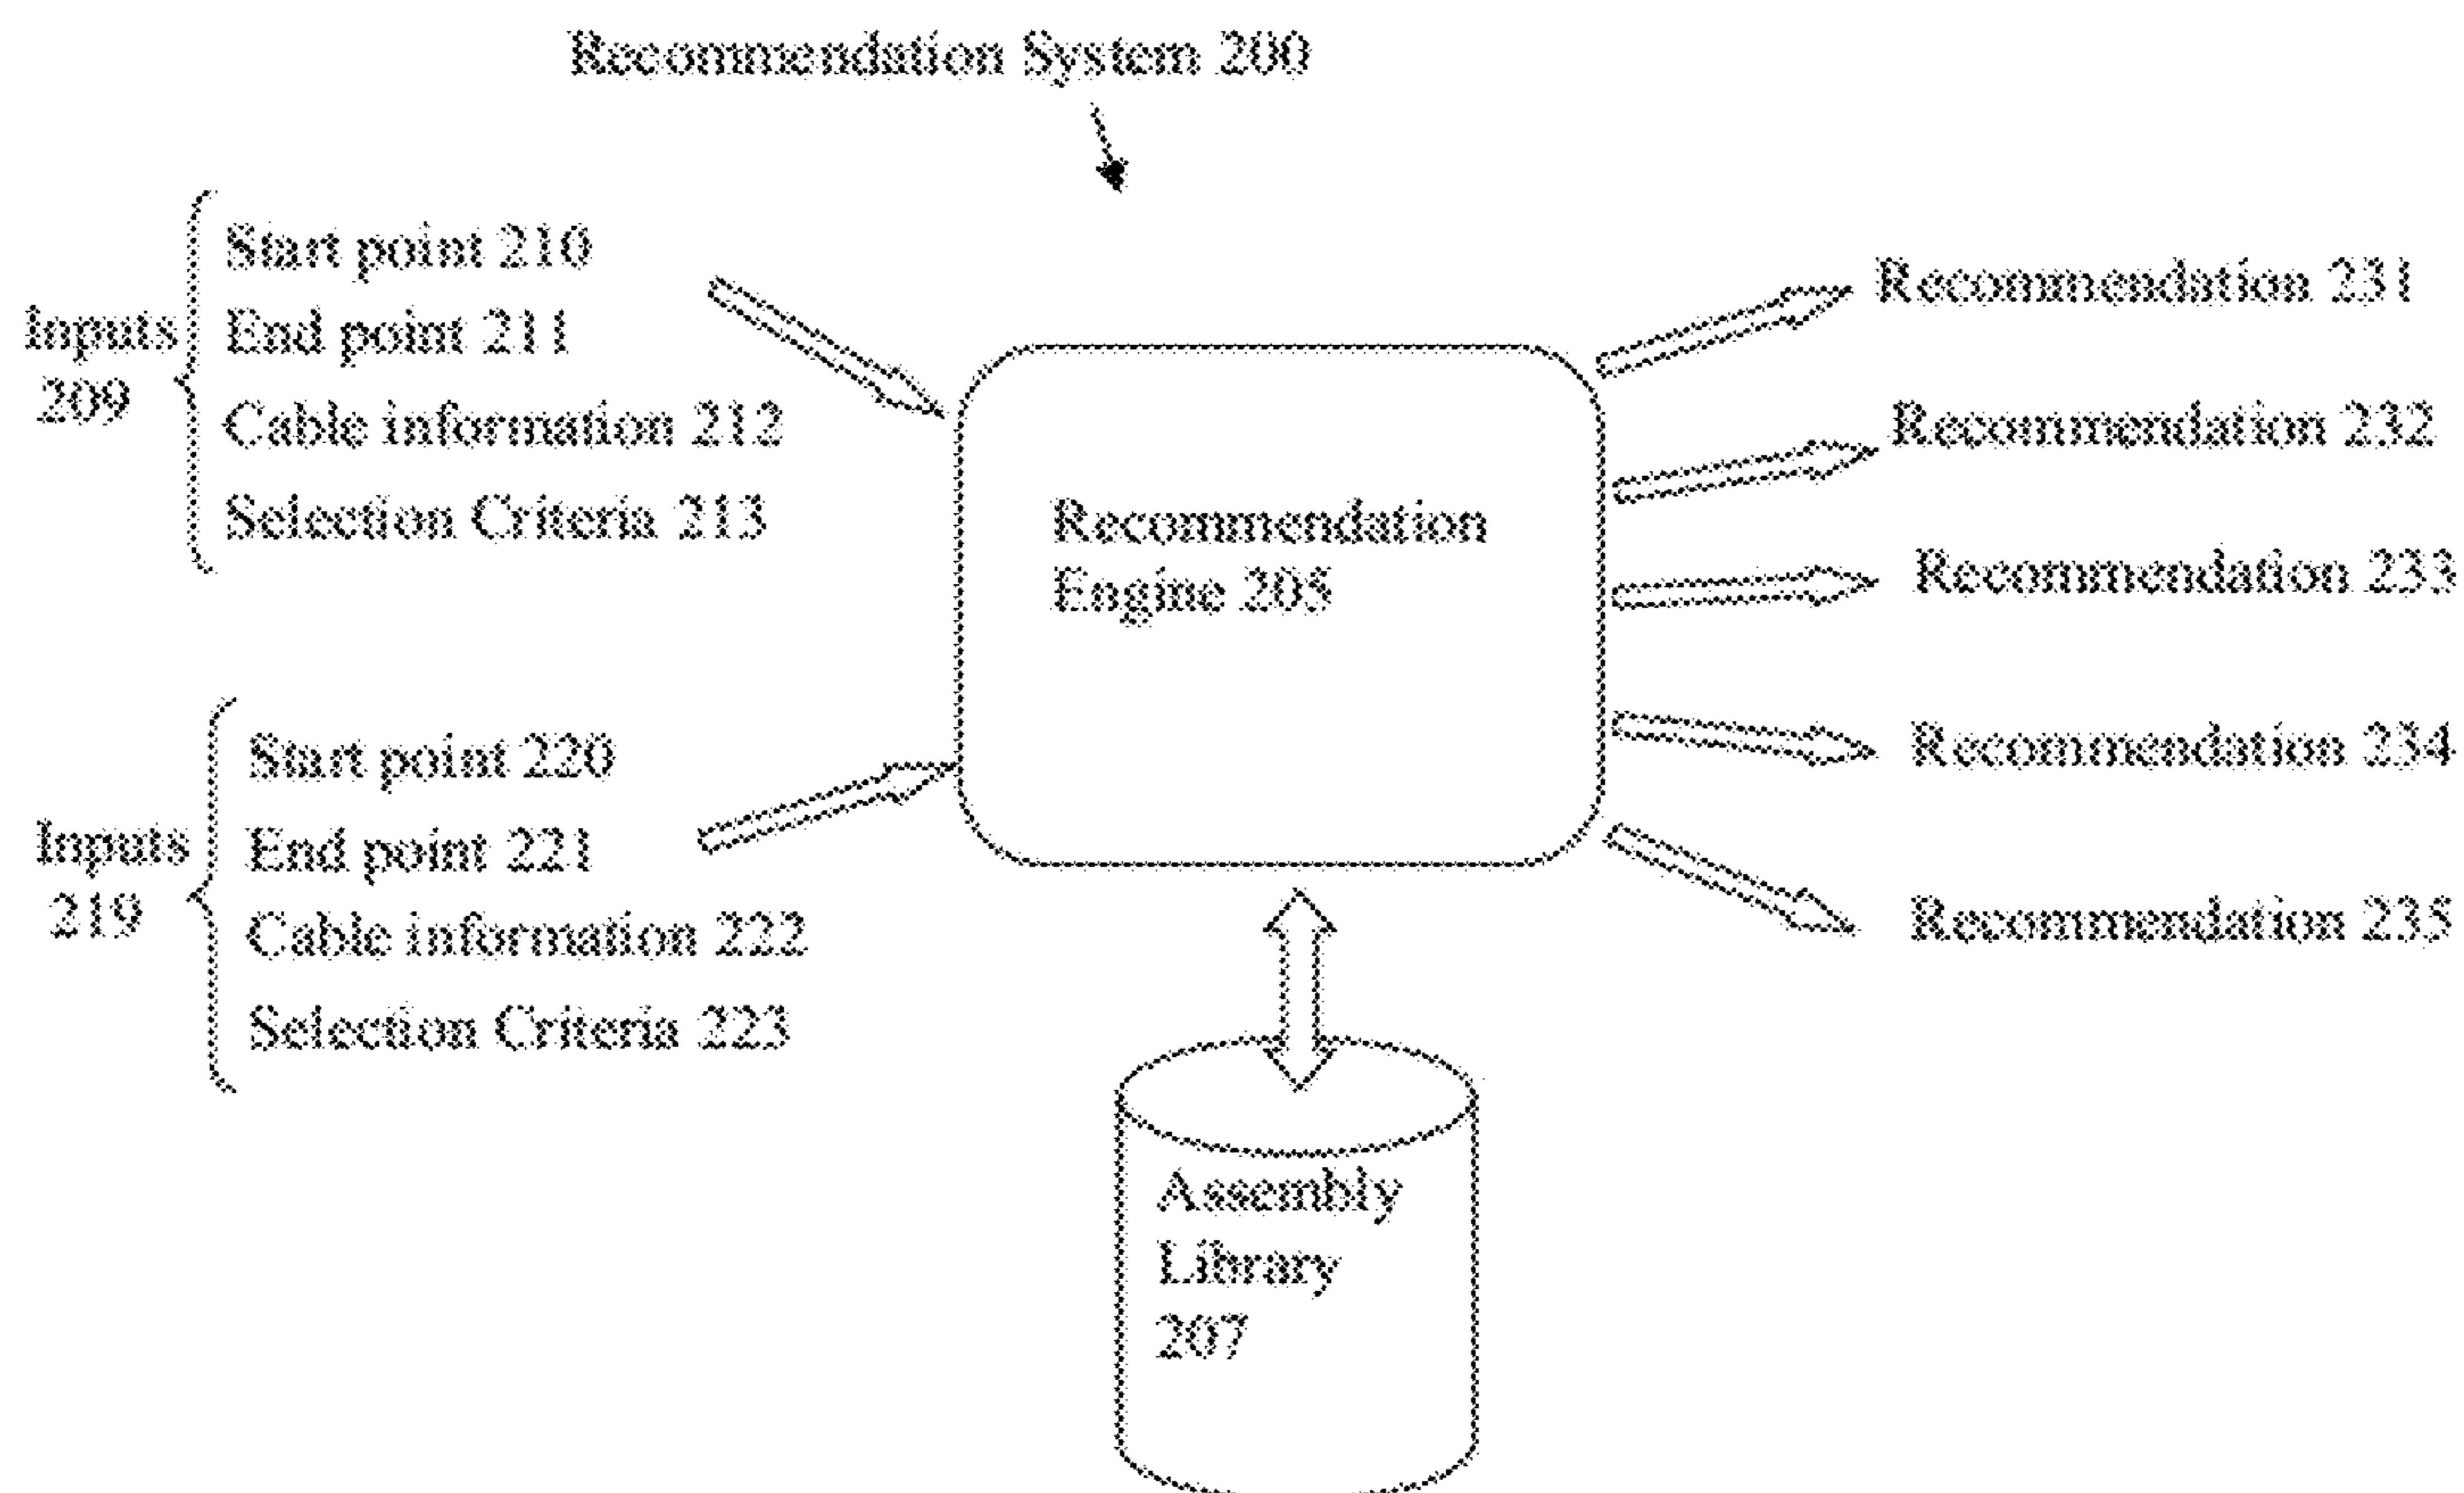 Recommendation System 200
Inputs
209
Start point 210
End point 211
Cable information 212
Selection Criteria 213
Inputs
219
Start point 220
End point 221
Cable information 222
Selection Criteria 223
Recommendation
Engine 205
Assembly
Library
207
Recommendation 231
Recommendation 232
Recommendation 233
Recommendation 234
Recommendation 235